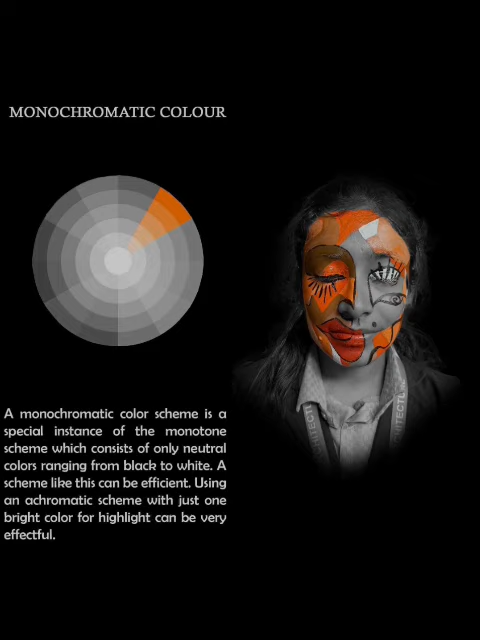 MONOCHROMATIC COLOUR
A monochromatic color scheme is a
special instance of the monotone
scheme which consists of only neutral
colors ranging from black to white. A
scheme like this can be efficient. Using
an achromatic scheme with just one
bright color for highlight can be very
effectful.